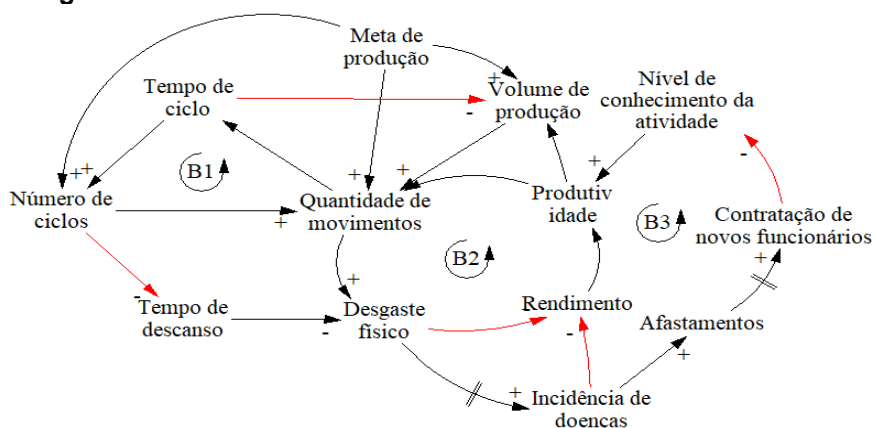 Meta de
produção
Tempo de
ciclo
+
-
Volume de
produção
Nível de
conhecimento da
atividade
B1
++
+
+
+
-
Número de
ciclos
+
Quantidade de
movimentos
Produtiv
idade
B3
Contratação de
novos funcionários
B2
+
+
-
Tempo de
descanso
-
Desgaste
físico
-
Rendimento
-
Afastamentos
+
+
Incidência de
doencas